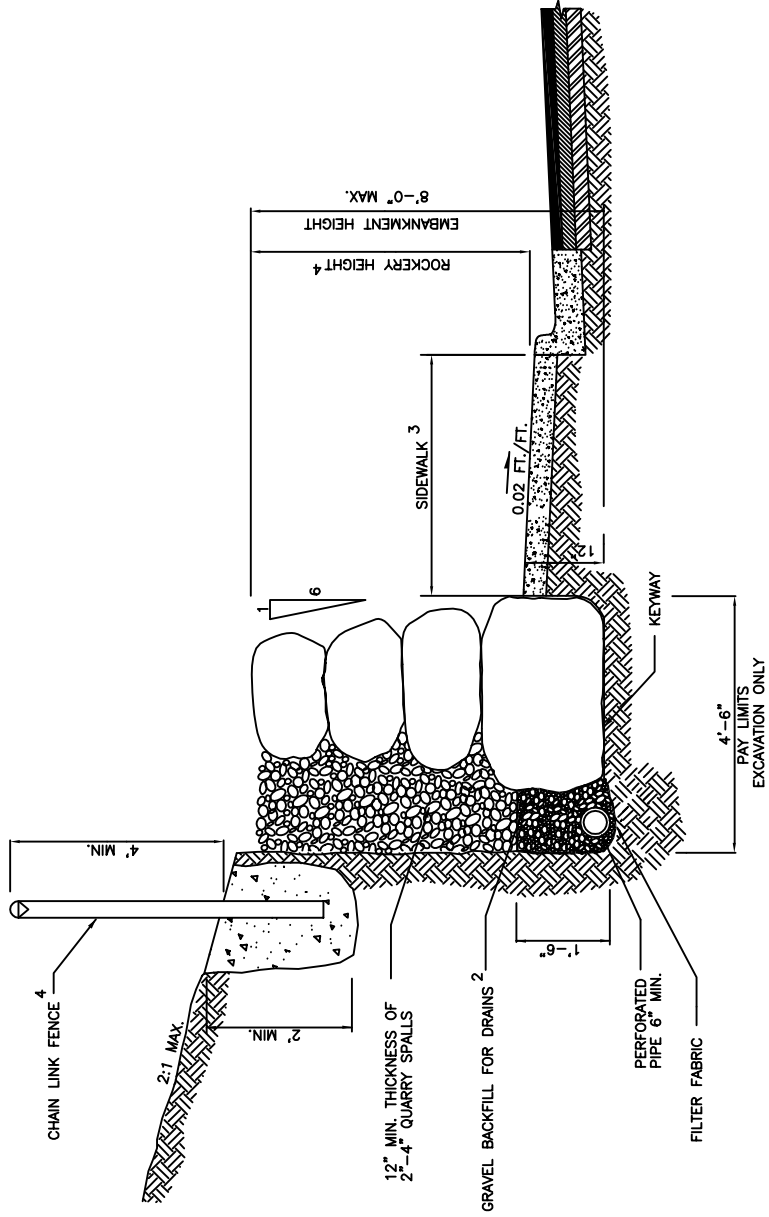 CHAIN LINK FENCE 4
4' MIN.
2:1 MAX.
2' MIN.
12" MIN. THICKNESS OF
2"-4" QUARRY SPALLS
GRAVEL BACKFILL FOR DRAINS 2
1'-6"
PERFORATED
PIPE 6" MIN.
FILTER FABRIC
1
6
SIDEWALK 3
0.02 FT./FT.
12"
KEYWAY
4'-6"
PAY LIMITS
EXCAVATION ONLY
ROCKERY HEIGHT 4
EMBANKMENT HEIGHT
8'-0" MAX.